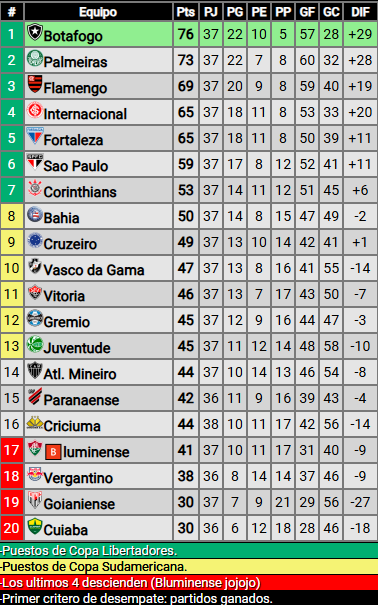 # Equipo Pts PJ PG PE PP GF GC DIF
1 Botafogo 76 37 22 10 5 57 28 +29
2 Palmeiras 73 37 22 7 8 60 32 +28
3 Flamengo 69 37 20 9 8 59 40 +19
4 Internacional 65 37 18 11 8 53 33 +20
5 Fortaleza 65 37 18 11 8 50 39 +11
6 Sao Paulo 59 37 17 8 12 52 41 +11
7 Corinthians 53 37 14 11 12 51 45 +6
8 Bahia 50 37 14 8 15 47 49 -2
9 Cruzeiro 49 37 13 10 14 42 41 +1
10 Vasco da Gama 47 37 13 8 16 41 55 -14
11 Vitoria 46 37 13 7 17 43 50 -7
12 Gremio 45 37 12 9 16 44 47 -3
13 Juventude 45 37 11 12 14 48 58 -10
14 Atl. Mineiro 44 37 10 14 13 46 54 -8
15 Paranaense 42 36 11 9 16 39 43 -4
16 Criciuma 44 38 10 11 17 42 56 -14
17 Bluminense 41 37 10 11 17 31 40 -9
18 Vergantino 38 36 8 14 14 37 46 -9
19 Goianiense 30 37 7 9 21 29 56 -27
20 Cuiaba 30 36 6 12 18 28 46 -18
-Puestos de Copa Libertadores.
-Puestos de Copa Sudamericana.
-Los ultimos 4 descienden (Bluminense jojojo)
-Primer critero de desempate: partidos ganados.